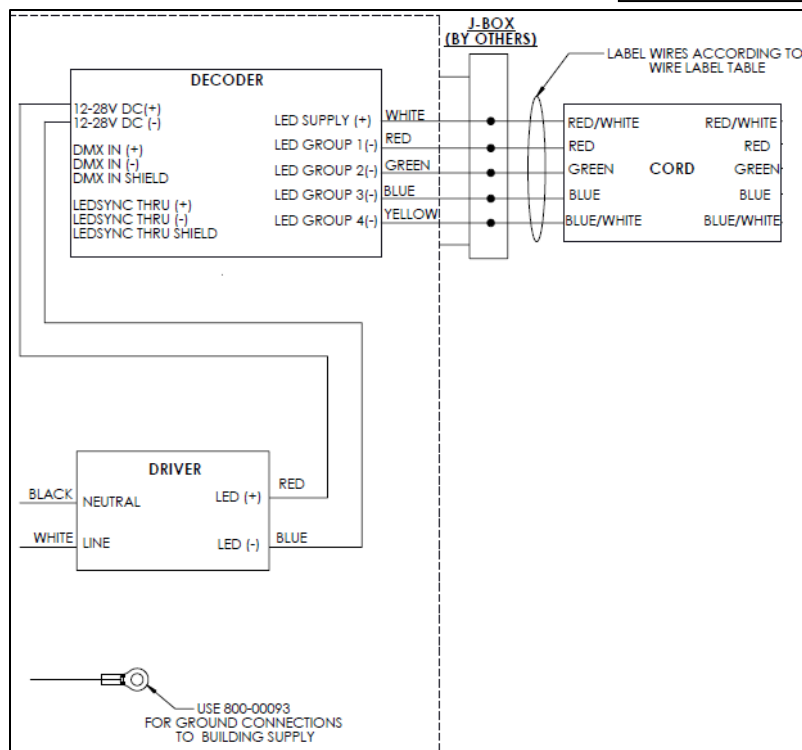 J-BOX
(BY OTHERS)
LABEL WIRES ACCORDING TO
WIRE LABEL TABLE
DECODER
12-28V DC(+)
12-28V DC (-)
DMX IN (+)
DMX IN (-)
DMX IN SHIELD
LEDSYNC THRU (+)
LEDSYNC THRU (-)
LEDSYNC THRU SHIELD
LED SUPPLY (+)
LED GROUP 1(-)
LED GROUP 2(-)
LED GROUP 3(-)
LED GROUP 4(-)
WHITE
RED
GREEN
BLUE
YELLOW
RED/WHITE
RED
GREEN
BLUE
BLUE/WHITE
CORD
RED/WHITE
RED
GREEN
BLUE
BLUE/WHITE
DRIVER
BLACK
NEUTRAL
WHITE
LINE
LED (+)
RED
LED (-)
BLUE
USE 800-00093
FOR GROUND CONNECTIONS
TO BUILDING SUPPLY